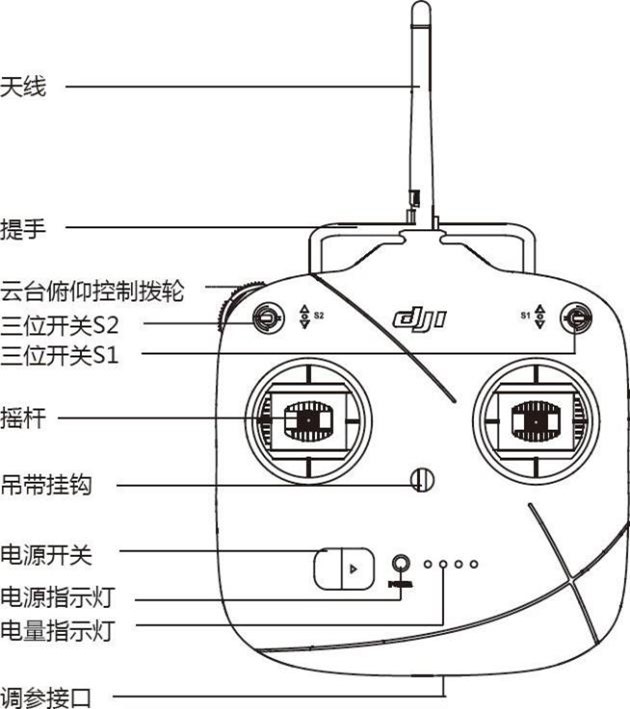 天线
提手
云台俯仰控制拨轮
三位开关S2
S2
dji
S1
三位开关S1
摇杆
吊带挂钩
电源开关
电源指示灯
电量指示灯
调参接口